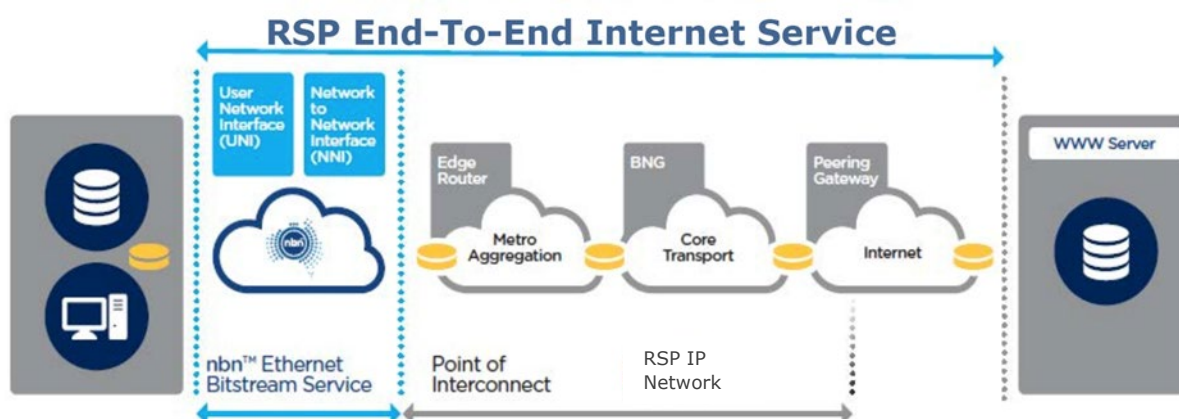 RSP End-To-End Internet Service
User
Network
Interface
(UNI)
Network
to
Network
Interface
(NNI)
nbn
Edge
Router
BNG
Peering
Gateway
Metro
Aggregation
Core
Transport
Internet
WWW Server
nbn™ Ethernet
Bitstream Service
Point of
Interconnect
RSP IP
Network